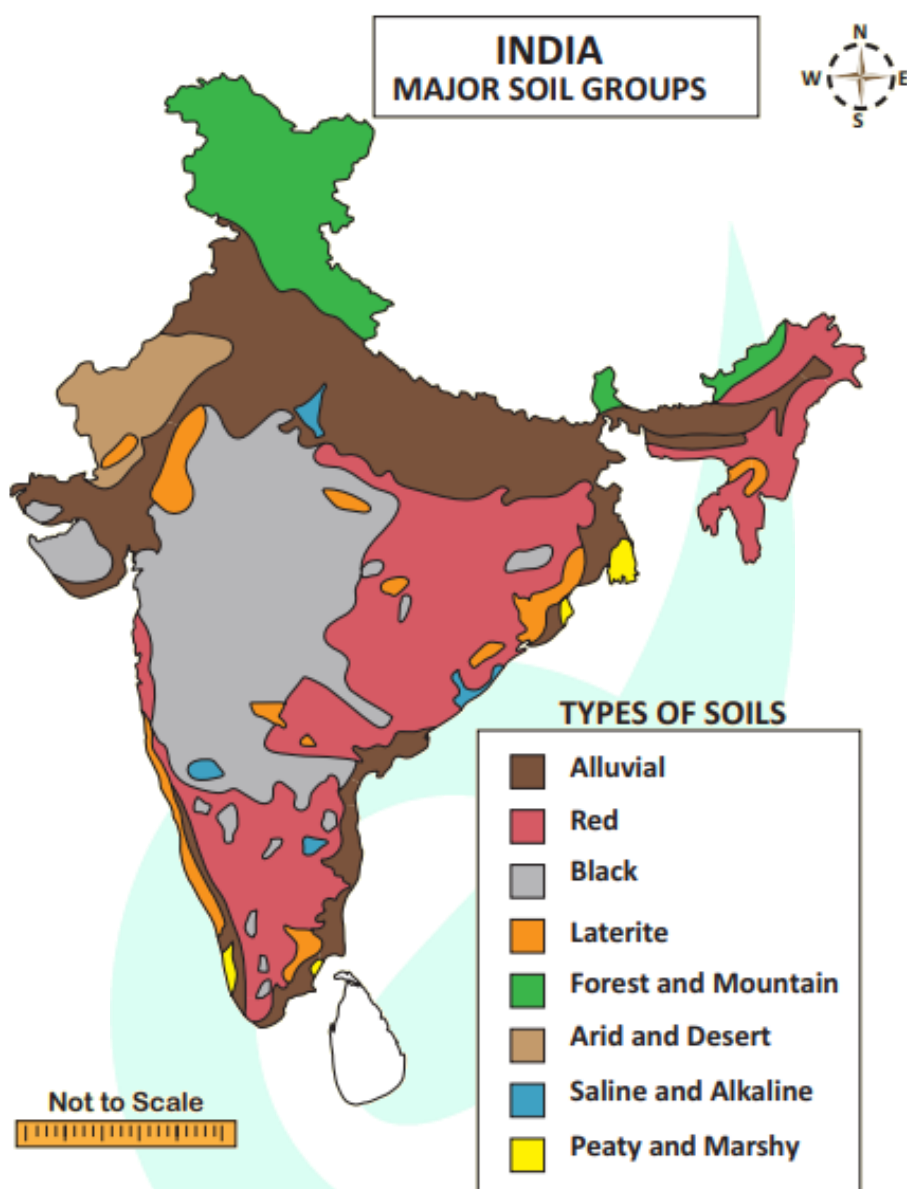 INDIA
MAJOR SOIL GROUPS
N
W
E
S
TYPES OF SOILS
Alluvial
Red
Black
Laterite
Forest and Mountain
Arid and Desert
Saline and Alkaline
Peaty and Marshy
Not to Scale